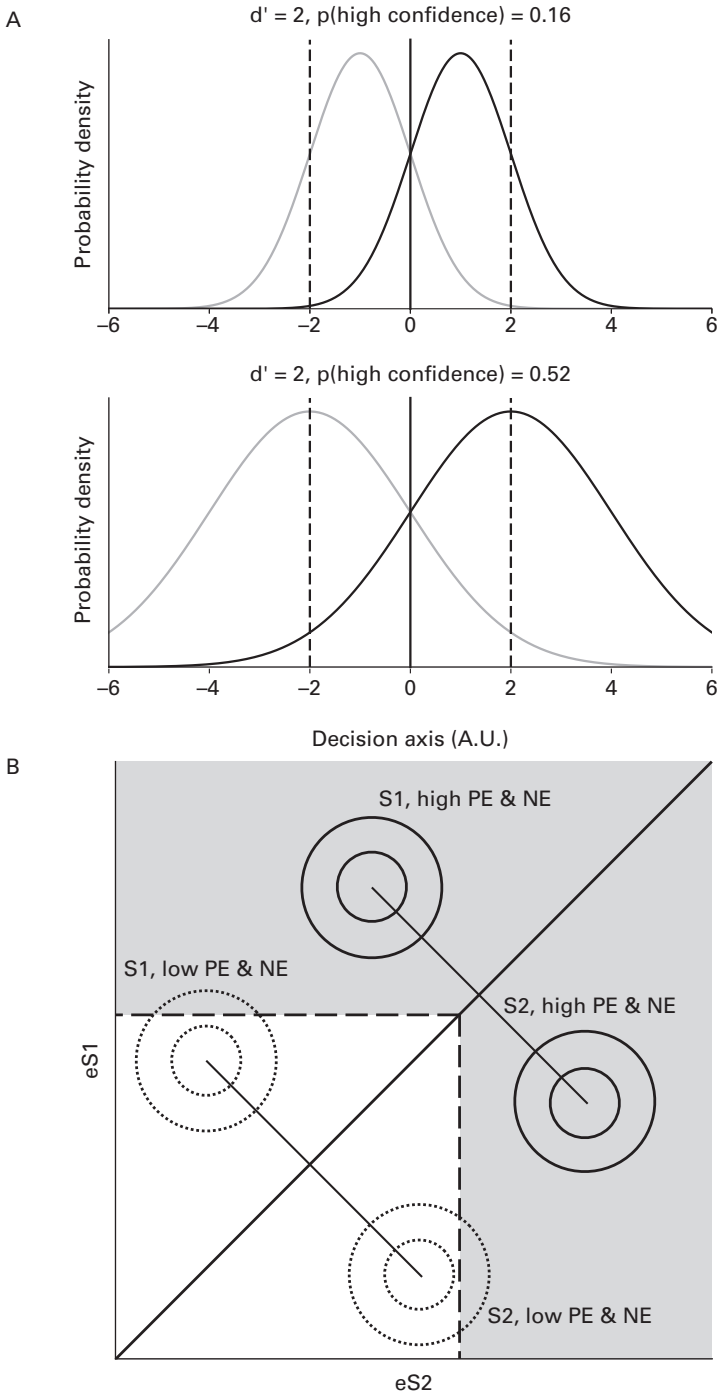 A
d' = 2, p(high confidence) = 0.16
Probability density
–6 –4 –2 0 2 4 6
d' = 2, p(high confidence) = 0.52
Probability density
–6 –4 –2 0 2 4 6
Decision axis (A.U.)
B
S1, high PE & NE
S1, low PE & NE
S2, high PE & NE
eS1
S2, low PE & NE
eS2